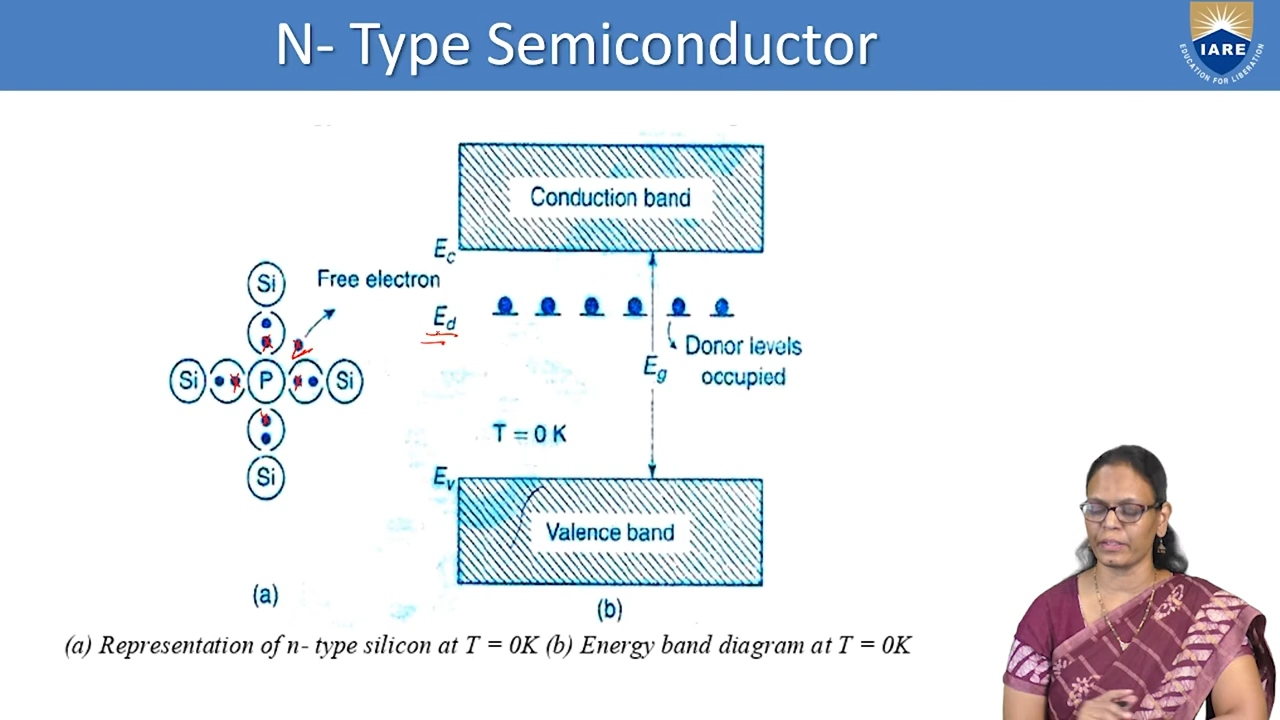 N- Type Semiconductor
EDUCATION FOR LIBERATION
IARE
Conduction band
Ec
Si
Free electron
Ed
Donor levels
occupied
Eg
Si P Si
T = 0 K
Ev
Si
Valence band
(a)
(b)
(a) Representation of n- type silicon at T = 0K (b) Energy band diagram at T = 0K